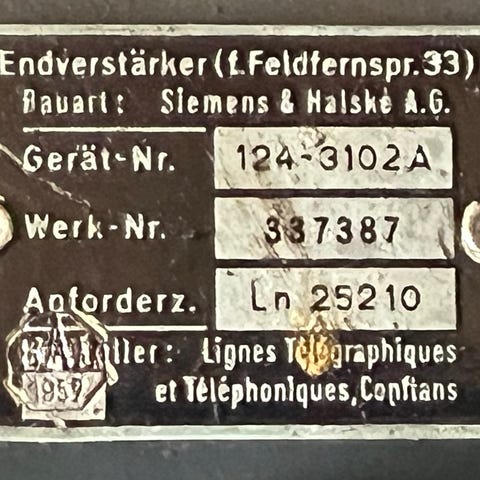 Endverstärker (f. Feldfernspr. 33)
Bauart: Siemens & Halske A.G.
Gerät-Nr. 124-3102A
Werk-Nr. 337387
Anforderz. Ln 25210
Lignes Télégraphiques
et Téléphoniques, Conflans